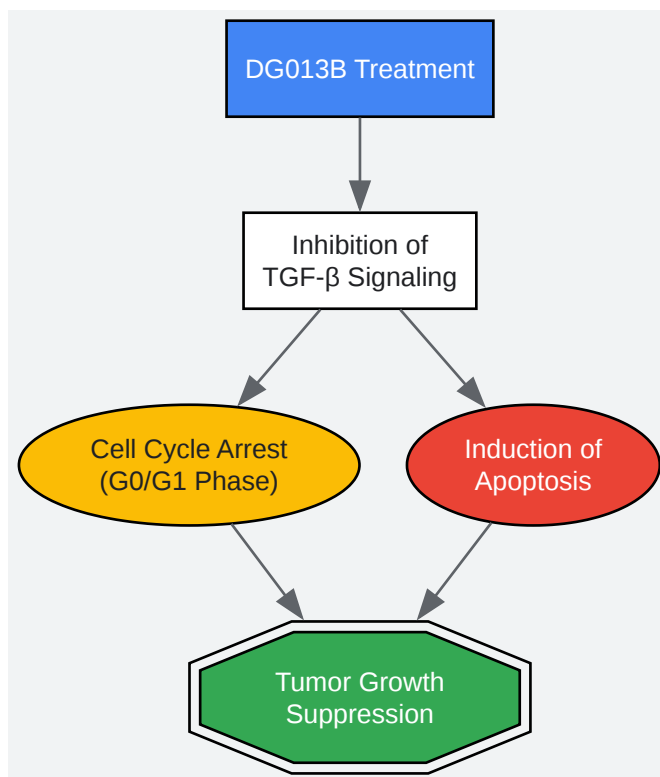 DG013B Treatment
Inhibition of
TGF-β Signaling
Cell Cycle Arrest
(G0/G1 Phase)
Induction of
Apoptosis
Tumor Growth
Suppression